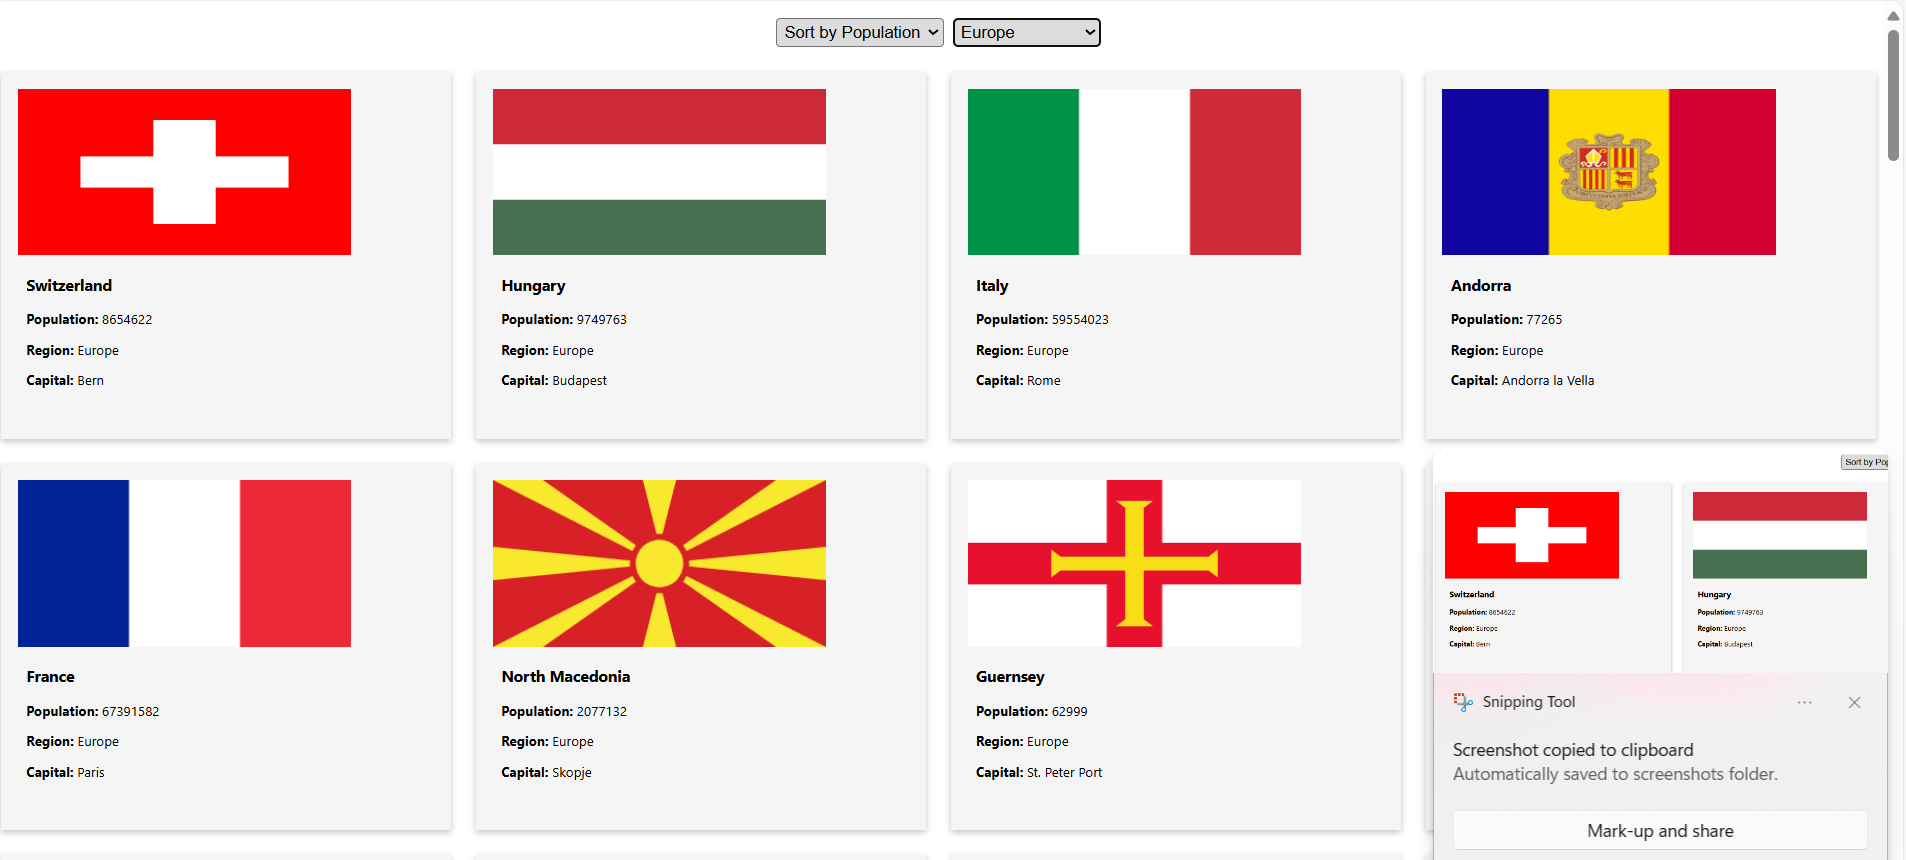 Sort by Population
Europe
Switzerland
Population: 8654622
Region: Europe
Capital: Bern
Hungary
Population: 9749763
Region: Europe
Capital: Budapest
Italy
Population: 59554023
Region: Europe
Capital: Rome
Andorra
Population: 77265
Region: Europe
Capital: Andorra la Vella
France
Population: 67391582
Region: Europe
Capital: Paris
North Macedonia
Population: 2077132
Region: Europe
Capital: Skopje
Guernsey
Population: 62999
Region: Europe
Capital: St. Peter Port
Sort by Pop
Switzerland
Population: 8654622
Region: Europe
Capital: Bern
Hungary
Population: 9749763
Region: Europe
Capital: Budapest
Snipping Tool
Screenshot copied to clipboard
Automatically saved to screenshots folder.
Mark-up and share